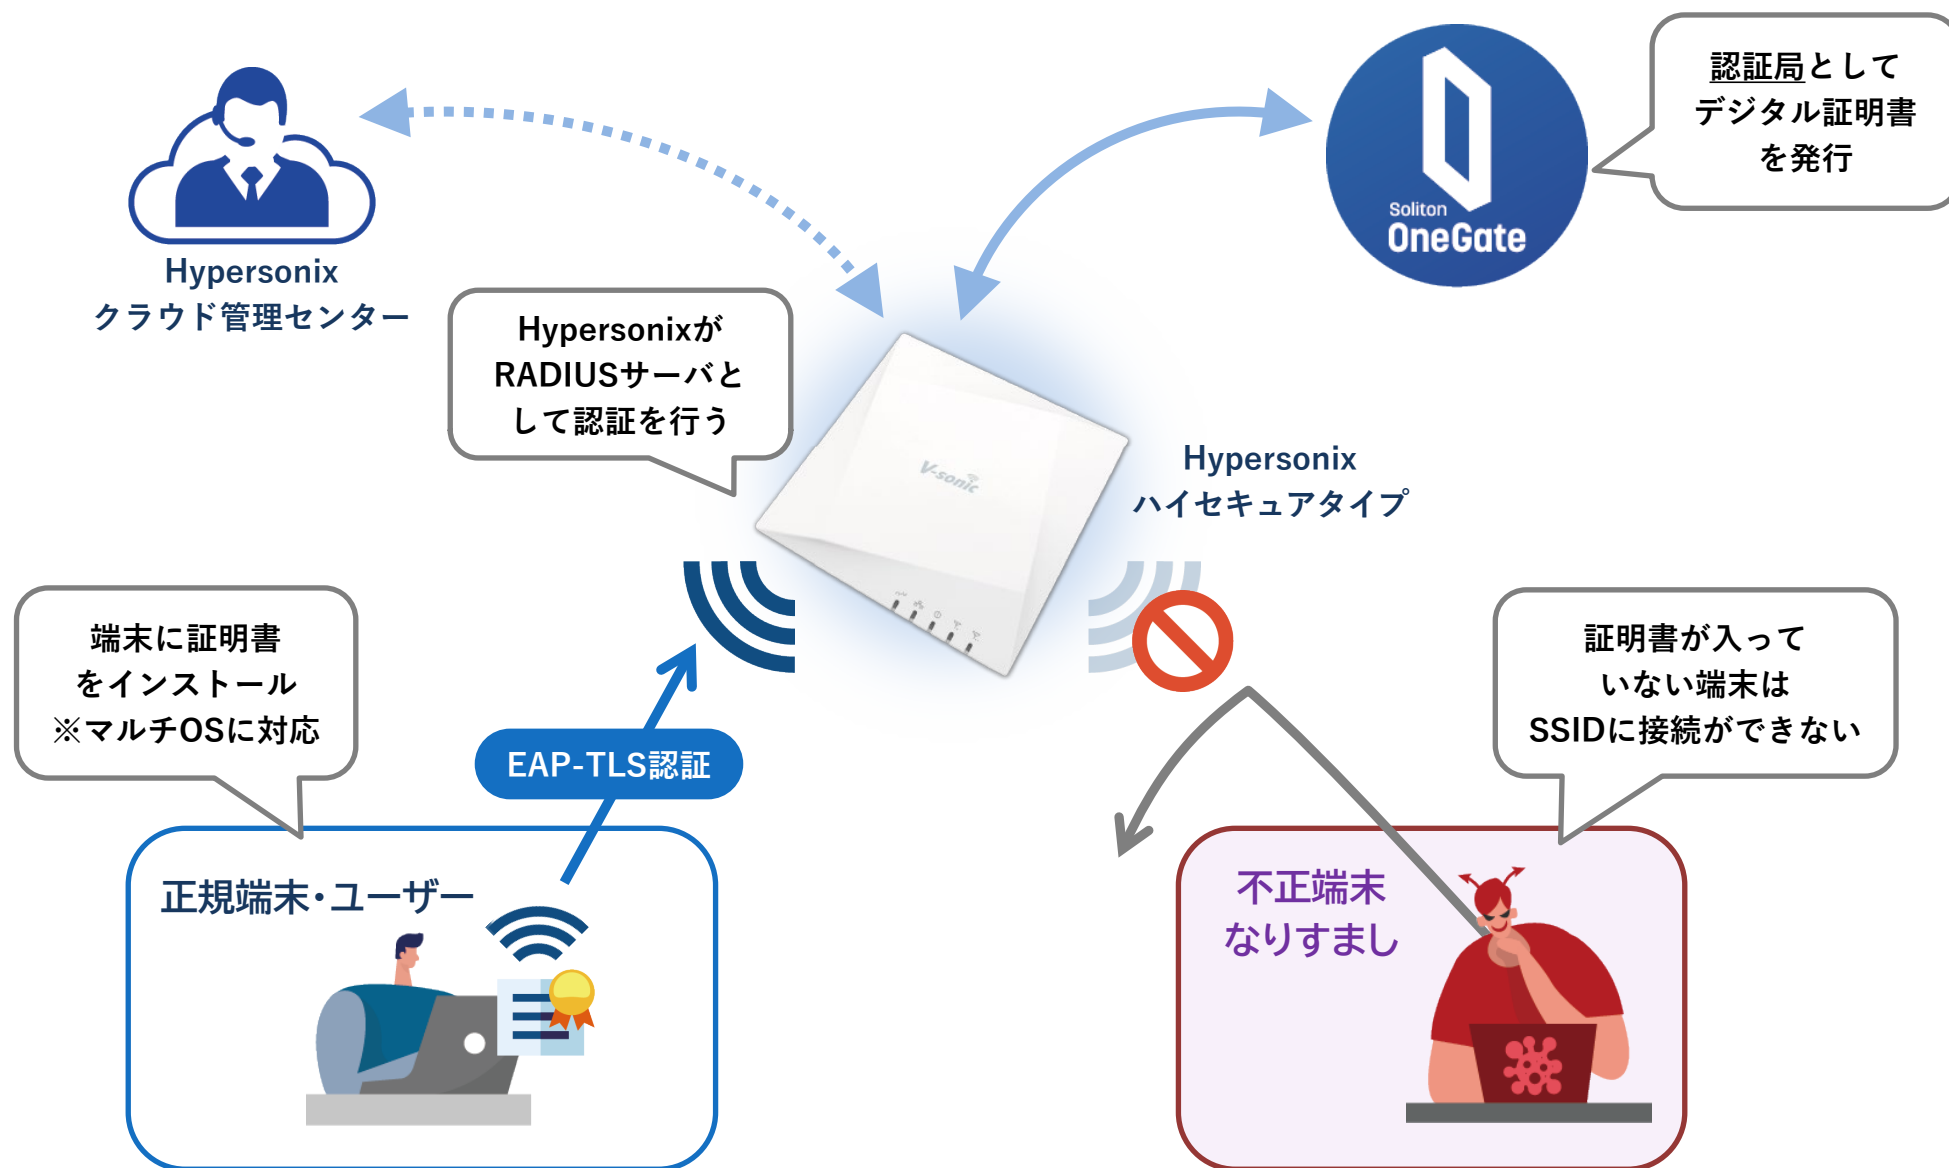 認証局として
デジタル証明書
を発行
Soliton
OneGate
Hypersonix
クラウド管理センター
Hypersonixが
RADIUSサーバと
して認証を行う
V-sonic
Hypersonix
ハイセキュアタイプ
端末に証明書
をインストール
※マルチOSに対応
証明書が入って
いない端末は
SSIDに接続ができない
EAP-TLS認証
正規端末・ユーザー
不正端末
なりすまし